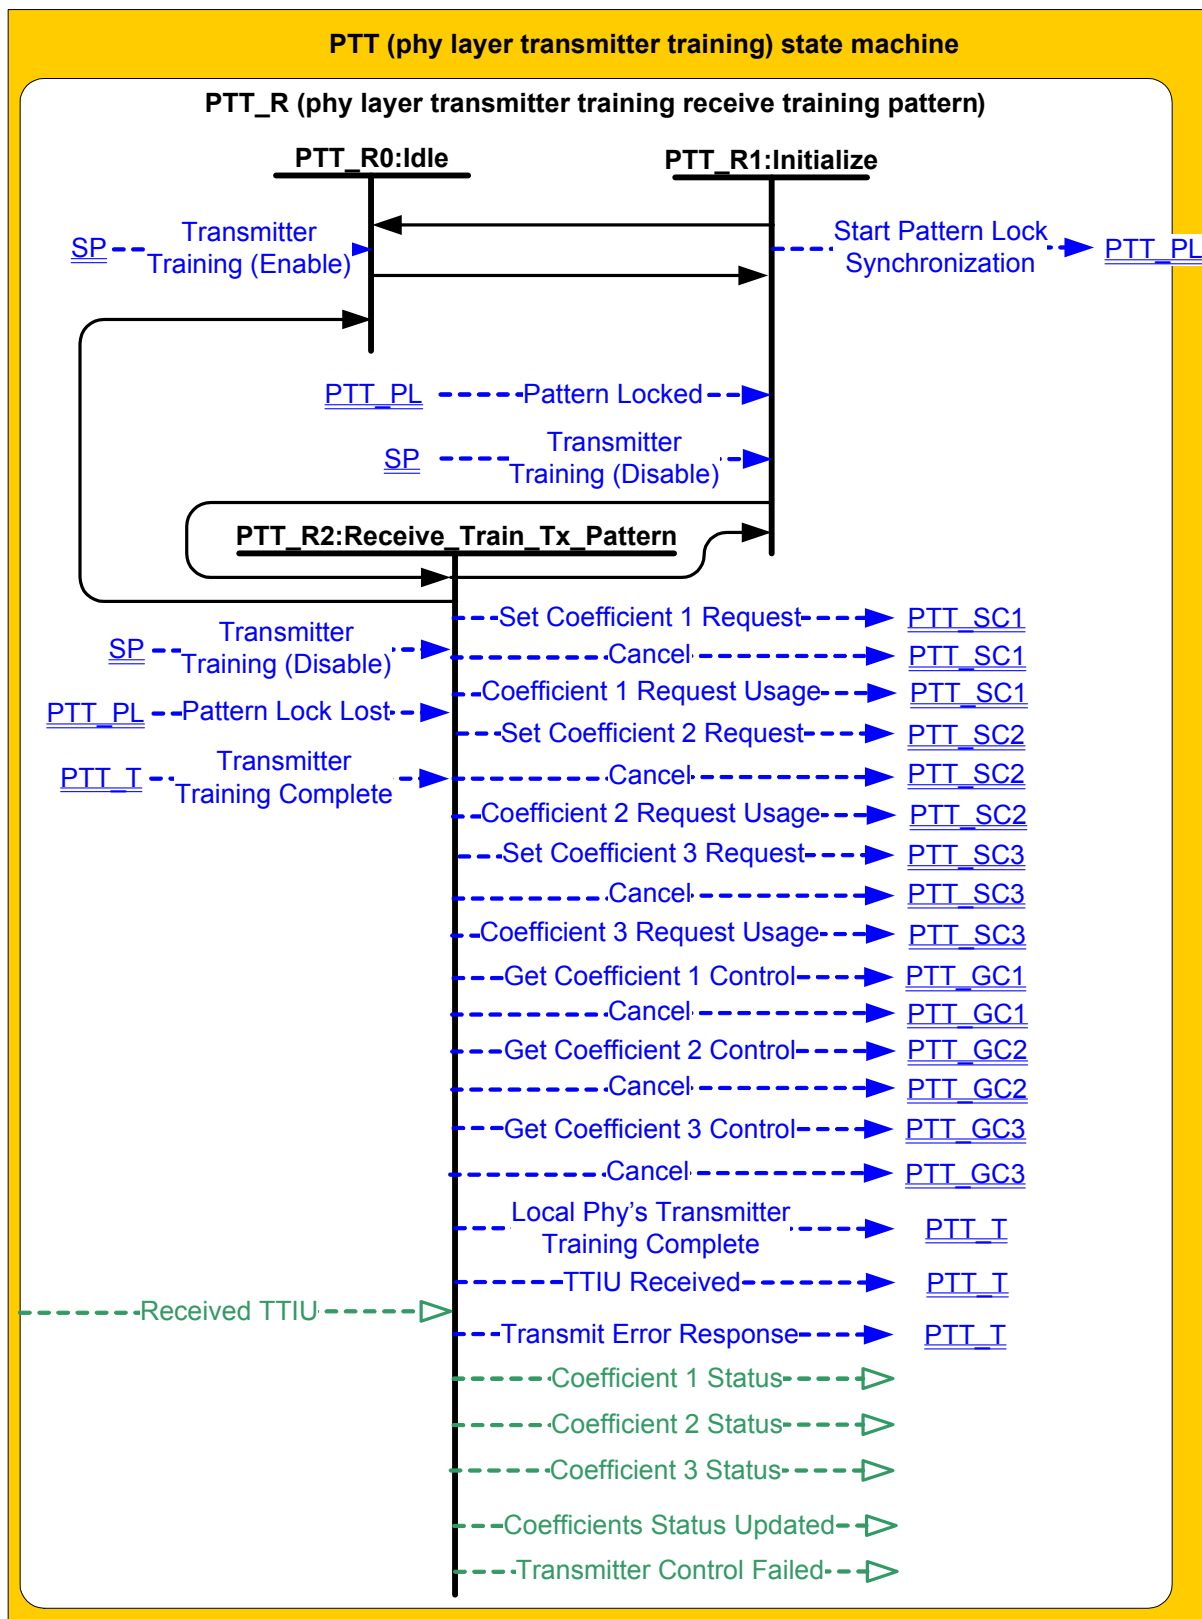 PTT (phy layer transmitter training) state machine
PTT_R (phy layer transmitter training receive training pattern)
PTT_R0:Idle
PTT_R1:Initialize
SP
Transmitter
Training (Enable)
Start Pattern Lock
Synchronization
PTT_PL
PTT_PL
Pattern Locked
SP
Transmitter
Training (Disable)
PTT_R2:Receive_Train_Tx_Pattern
Set Coefficient 1 Request
PTT_SC1
SP
Transmitter
Training (Disable)
Cancel
PTT_SC1
Coefficient 1 Request Usage
PTT_SC1
PTT_PL
Pattern Lock Lost
Set Coefficient 2 Request
PTT_SC2
PTT_T
Transmitter
Training Complete
Cancel
PTT_SC2
Coefficient 2 Request Usage
PTT_SC2
Set Coefficient 3 Request
PTT_SC3
Cancel
PTT_SC3
Coefficient 3 Request Usage
PTT_SC3
Get Coefficient 1 Control
PTT_GC1
Cancel
PTT_GC1
Get Coefficient 2 Control
PTT_GC2
Cancel
PTT_GC2
Get Coefficient 3 Control
PTT_GC3
Cancel
PTT_GC3
Local Phy's Transmitter
Training Complete
PTT_T
TTIU Received
PTT_T
Received TTIU
Transmit Error Response
PTT_T
Coefficient 1 Status
Coefficient 2 Status
Coefficient 3 Status
Coefficients Status Updated
Transmitter Control Failed